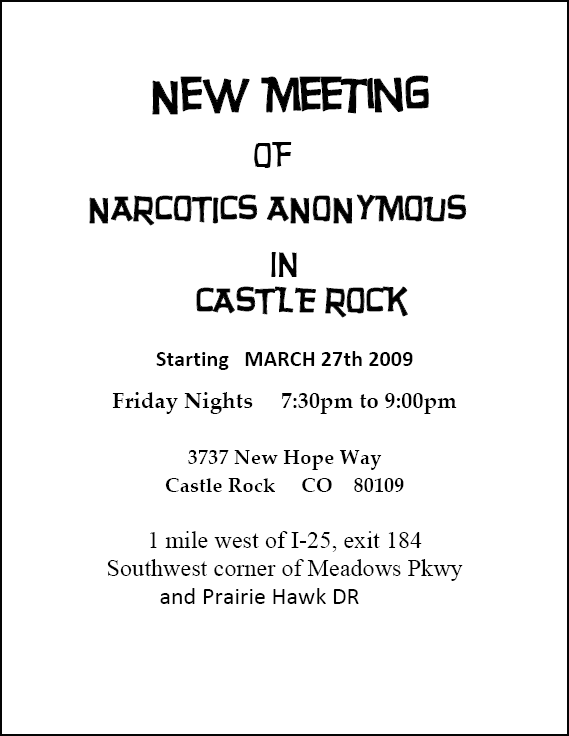 NEW MEETING
OF
NARCOTICS ANONYMOUS
IN
CASTLE ROCK
Starting MARCH 27th 2009
Friday Nights 7:30pm to 9:00pm
3737 New Hope Way
Castle Rock CO 80109
1 mile west of I-25, exit 184
Southwest corner of Meadows Pkwy
and Prairie Hawk DR